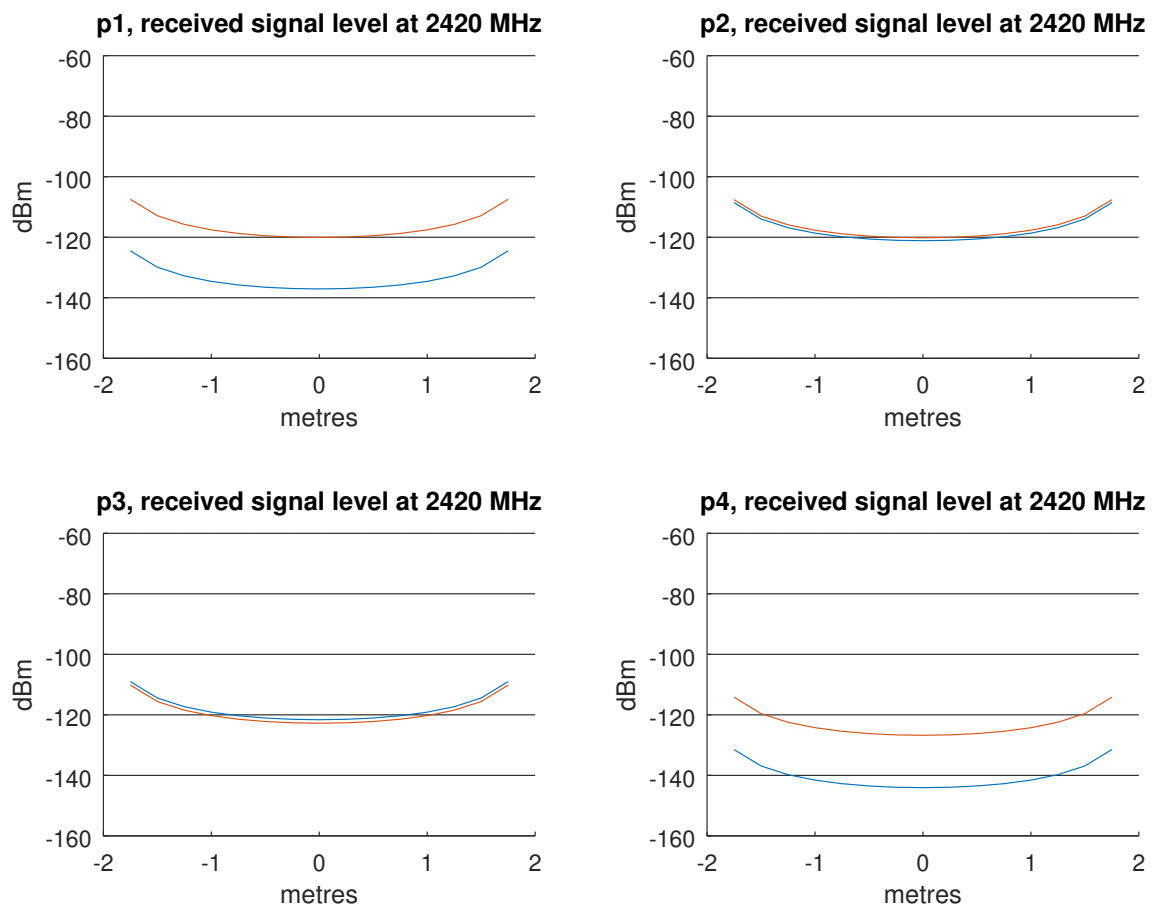 p1, received signal level at 2420 MHz
-60
-80
-100
-120
-140
-160
dBm
-2 -1 0 1 2
metres
p2, received signal level at 2420 MHz
-60
-80
-100
-120
-140
-160
dBm
-2 -1 0 1 2
metres
p3, received signal level at 2420 MHz
-60
-80
-100
-120
-140
-160
dBm
-2 -1 0 1 2
metres
p4, received signal level at 2420 MHz
-60
-80
-100
-120
-140
-160
dBm
-2 -1 0 1 2
metres